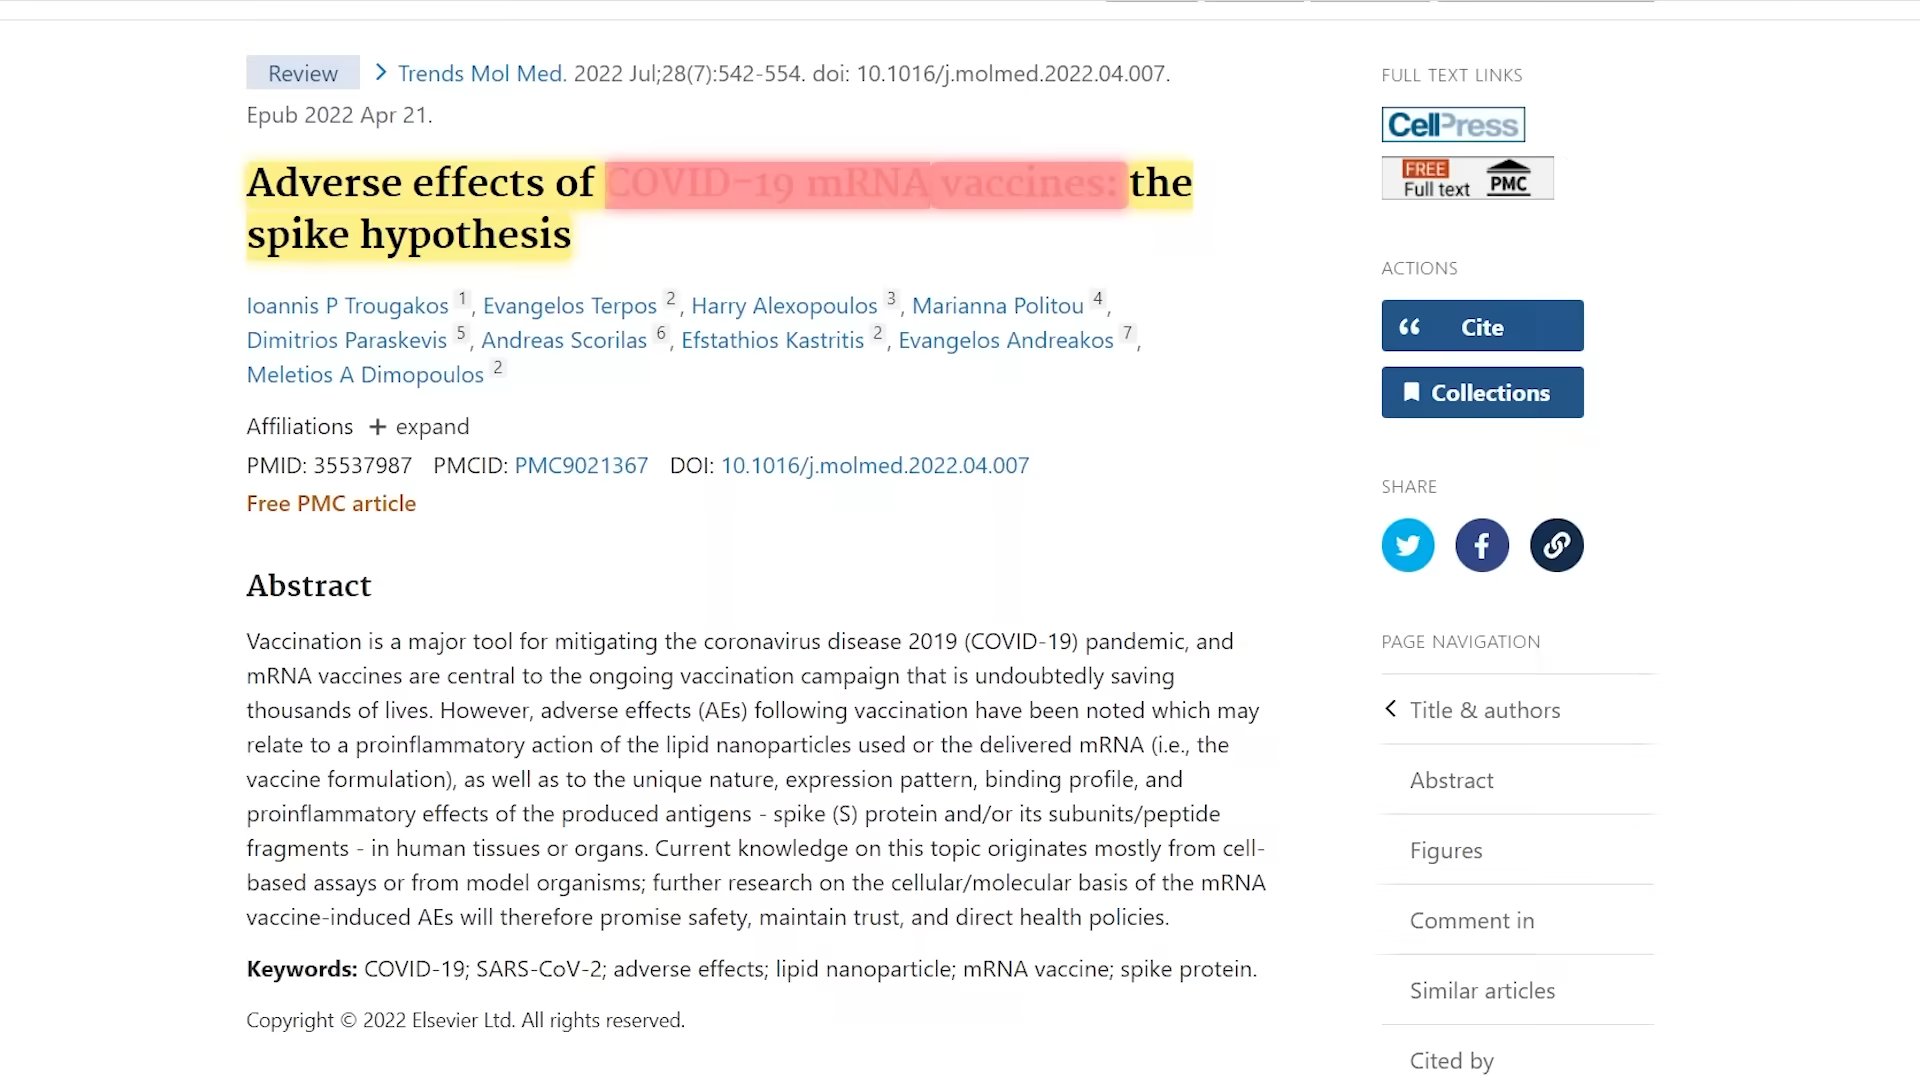 Review > Trends Mol Med. 2022 Jul;28(7):542-554. doi: 10.1016/j.molmed.2022.04.007.
Epub 2022 Apr 21.
Adverse effects of COVID-19 mRNA vaccines: the
spike hypothesis
Ioannis P Trougakos 1, Evangelos Terpos 2, Harry Alexopoulos 3, Marianna Politou 4,
Dimitrios Paraskevis 5, Andreas Scorilas 6, Efstathios Kastritis 2, Evangelos Andreakos 7,
Meletios A Dimopoulos 2
Affiliations + expand
PMID: 35537987 PMCID: PMC9021367 DOI: 10.1016/j.molmed.2022.04.007
Free PMC article
Abstract
Vaccination is a major tool for mitigating the coronavirus disease 2019 (COVID-19) pandemic, and
mRNA vaccines are central to the ongoing vaccination campaign that is undoubtedly saving
thousands of lives. However, adverse effects (AEs) following vaccination have been noted which may
relate to a proinflammatory action of the lipid nanoparticles used or the delivered mRNA (i.e., the
vaccine formulation), as well as to the unique nature, expression pattern, binding profile, and
proinflammatory effects of the produced antigens - spike (S) protein and/or its subunits/peptide
fragments - in human tissues or organs. Current knowledge on this topic originates mostly from cell-
based assays or from model organisms; further research on the cellular/molecular basis of the mRNA
vaccine-induced AEs will therefore promise safety, maintain trust, and direct health policies.
Keywords: COVID-19; SARS-CoV-2; adverse effects; lipid nanoparticle; mRNA vaccine; spike protein.
Copyright © 2022 Elsevier Ltd. All rights reserved.
FULL TEXT LINKS
CellPress
FREE
Full text PMC
ACTIONS
Cite
Collections
SHARE
PAGE NAVIGATION
Title & authors
Abstract
Figures
Comment in
Similar articles
Cited by